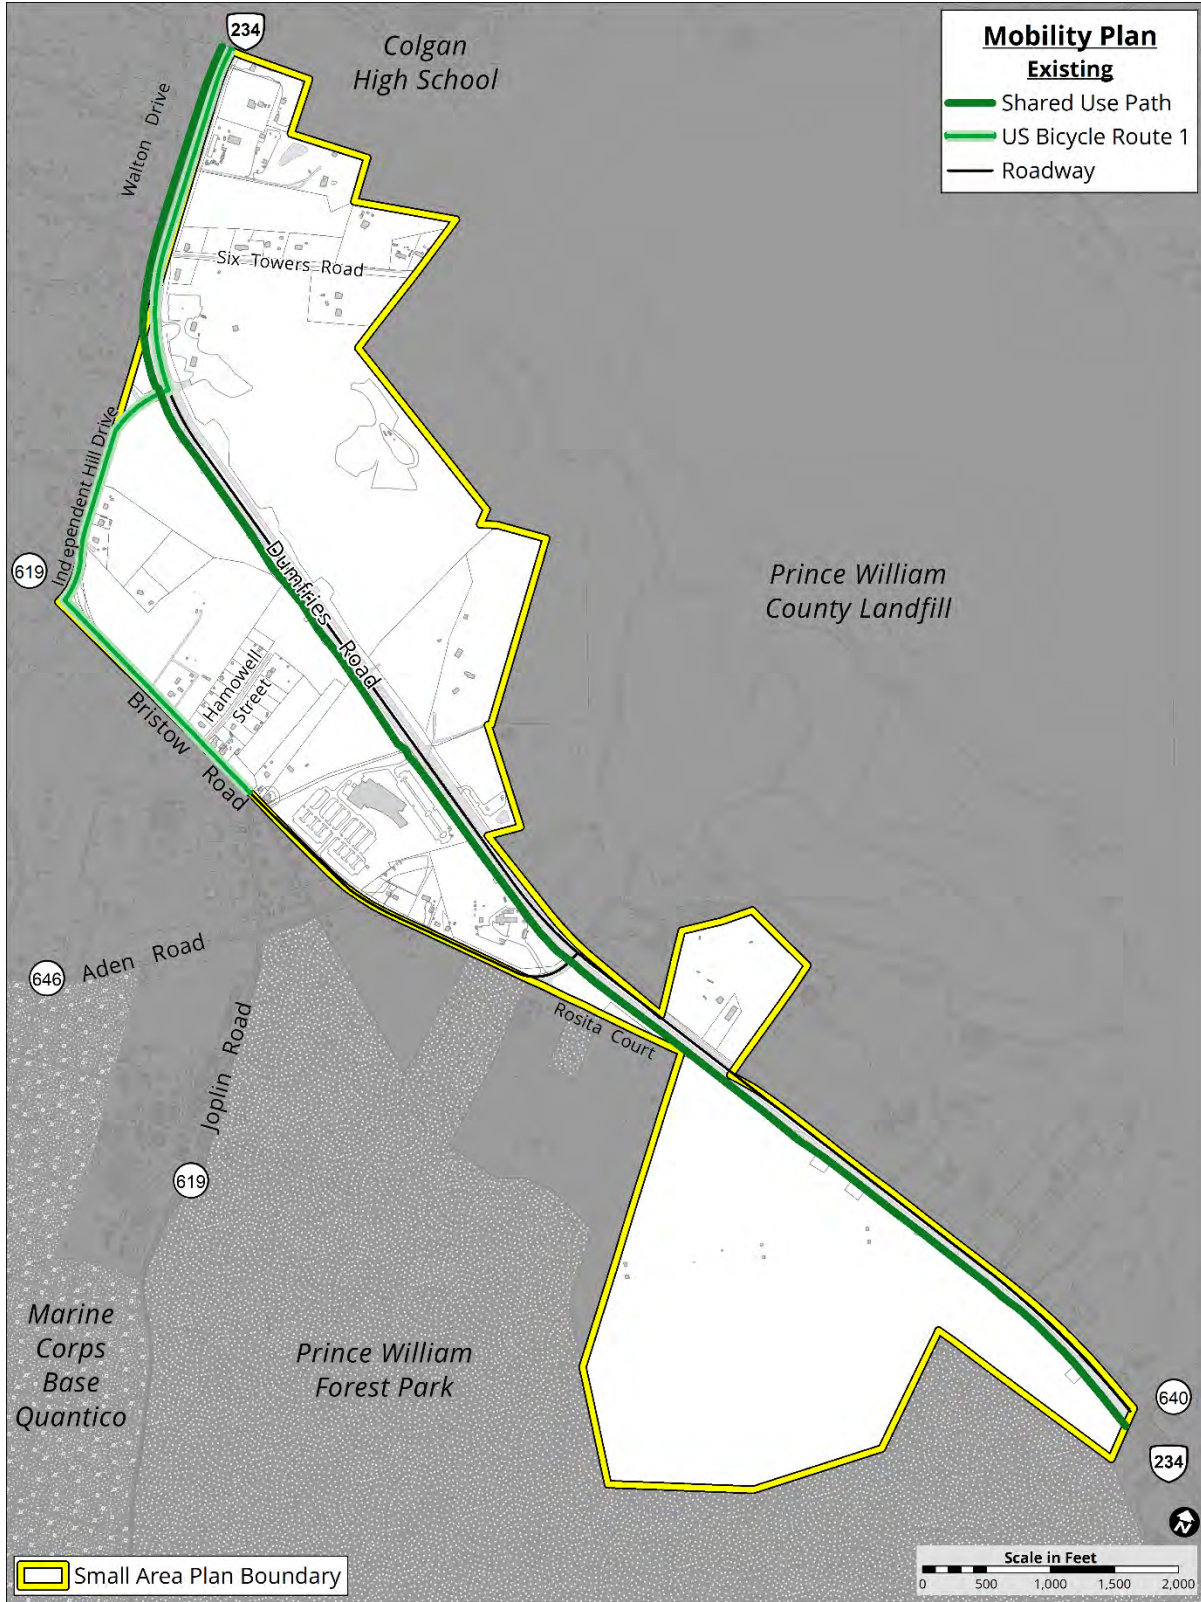 234
Colgan
High School
Mobility Plan
Existing
Shared Use Path
US Bicycle Route 1
Roadway
Walton Drive
Six Towers Road
Independent Hill Drive
619
Dumfries Road
Prince William
County Landfill
Hamowell
Street
Bristow Road
Aden Road
646
Joplin Road
Rosita Court
619
Marine
Corps
Base
Quantico
Prince William
Forest Park
640
234
N
Small Area Plan Boundary
Scale in Feet
0 500 1,000 1,500 2,000